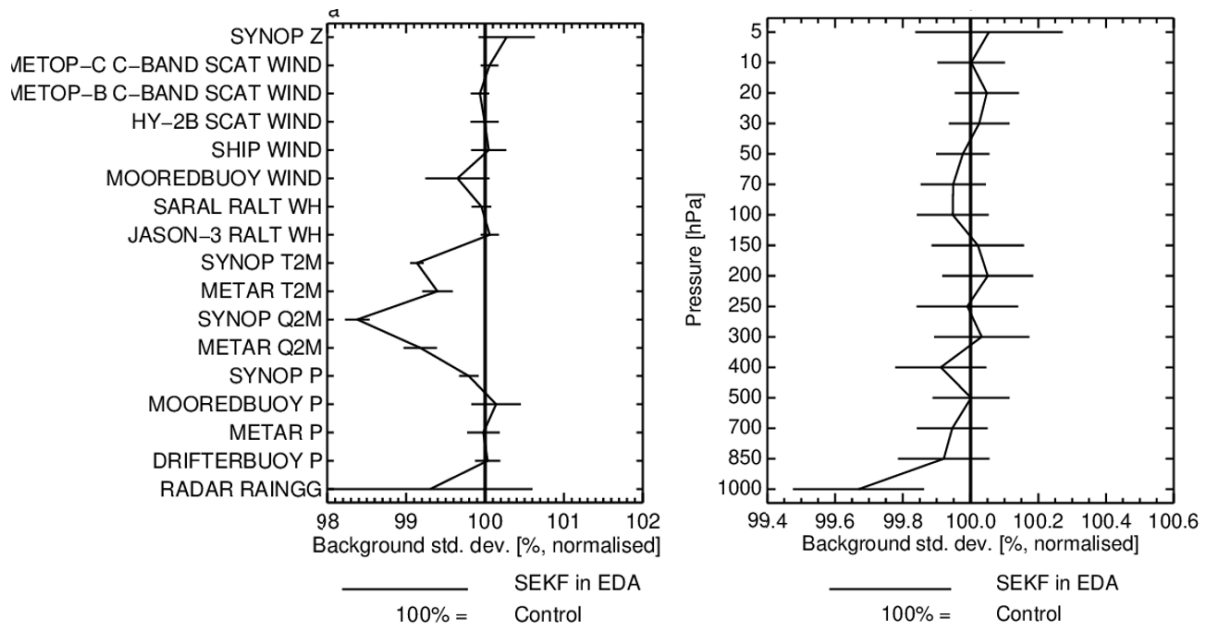 a
SYNOP Z
METOP−C C−BAND SCAT WIND
METOP−B C−BAND SCAT WIND
HY−2B SCAT WIND
SHIP WIND
MOOREDBUOY WIND
SARAL RALT WH
JASON−3 RALT WH
SYNOP T2M
METAR T2M
SYNOP Q2M
METAR Q2M
SYNOP P
MOOREDBUOY P
METAR P
DRIFTERBUOY P
RADAR RAINGG
98 99 100 101 102
Background std. dev. [%, normalised]
SEKF in EDA
100% = Control
Pressure [hPa]
5
10
20
30
50
70
100
150
200
250
300
400
500
700
850
1000
99.4 99.6 99.8 100.0 100.2 100.4 100.6
Background std. dev. [%, normalised]
SEKF in EDA
100% = Control